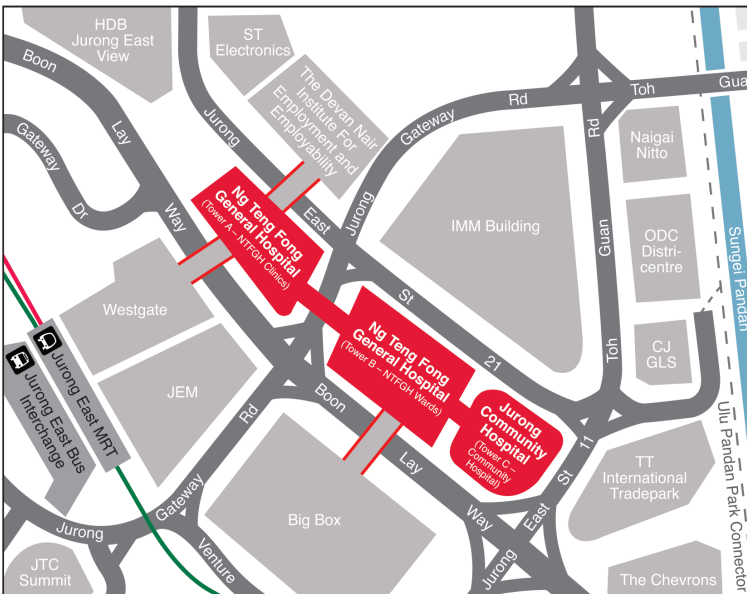 HDB
Jurong East
View
ST
Electronics
The Devan Nair
Institute For
Employment and
Employability
Boon
Lay
Way
Gateway
Dr
Jurong
East
St
21
Jurong
Gateway
Rd
Toh
Gua
Rd
Guan
Toh
Naigai
Nitto
ODC
Distri-
centre
CJ
GLS
Sungei Pandan
Ulu Pandan Park Connector
IMM Building
Ng Teng Fong
General Hospital
(Tower A – NTFGH Clinics)
Ng Teng Fong
General Hospital
(Tower B – NTFGH Wards)
Jurong
Community
Hospital
(Tower C –
Community
Hospital)
Westgate
JEM
Jurong East MRT
Jurong East Bus
Interchange
Boon
Lay
Way
Rd
Gateway
Jurong
Venture
Big Box
Jurong
East
St
11
TT
International
Tradepark
The Chevrons
JTC
Summit